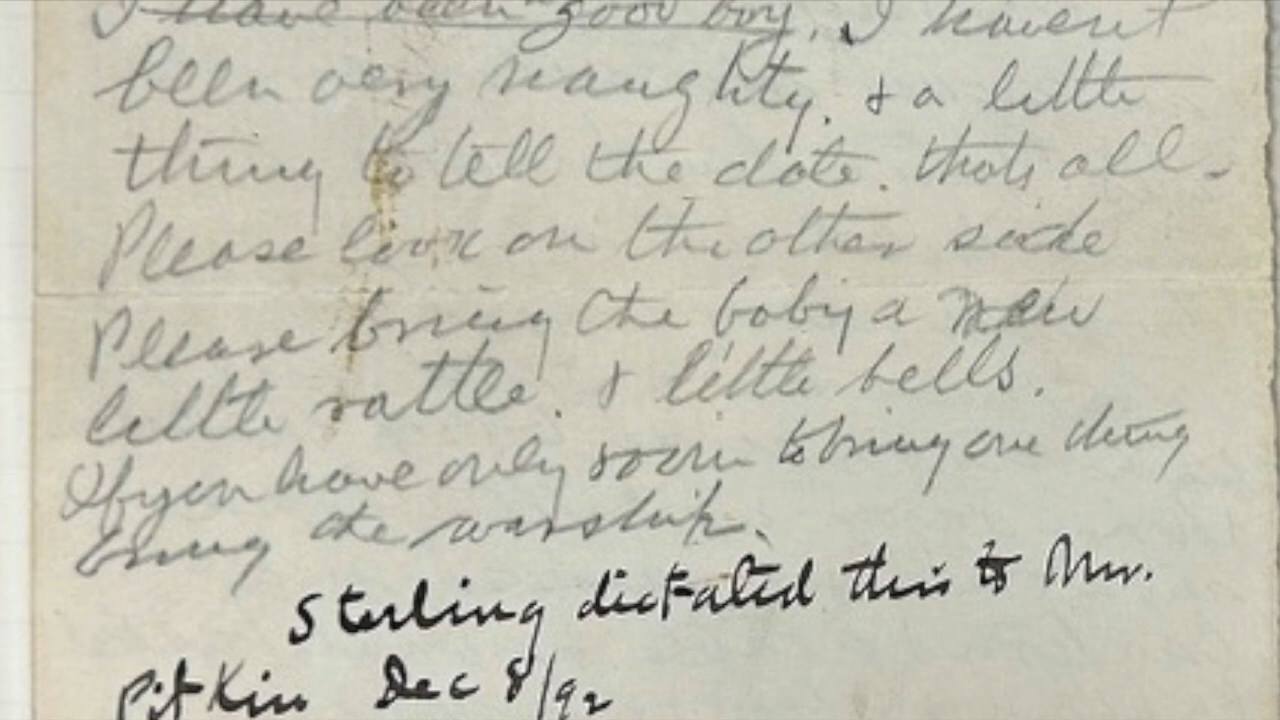 I have been good boy. I haven't
been very naughty. & a little
thing to tell the date. thats all.
Please look on the other side
Please bring the baby a new
little rattle. & little bells.
If you have only room to bring one thing
bring the warship.
Sterling dictated this to Mr.
Pitkin Dec 8/92